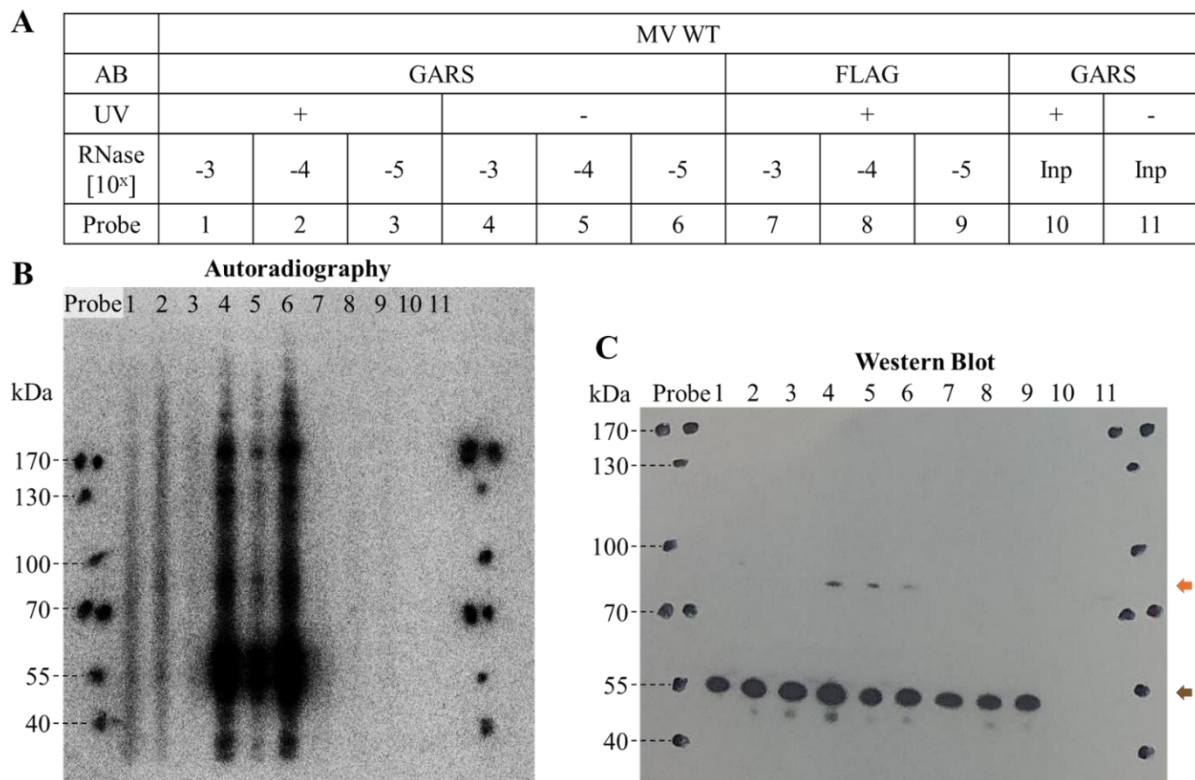 A
MV WT
AB GARS FLAG GARS
UV + - + + -
RNase [10ˣ] -3 -4 -5 -3 -4 -5 -3 -4 -5 Inp Inp
Probe 1 2 3 4 5 6 7 8 9 10 11
B
Autoradiography
Probe 1 2 3 4 5 6 7 8 9 10 11
kDa
170
130
100
70
55
40
C
Western Blot
kDa Probe 1 2 3 4 5 6 7 8 9 10 11
170
130
100
70
55
40